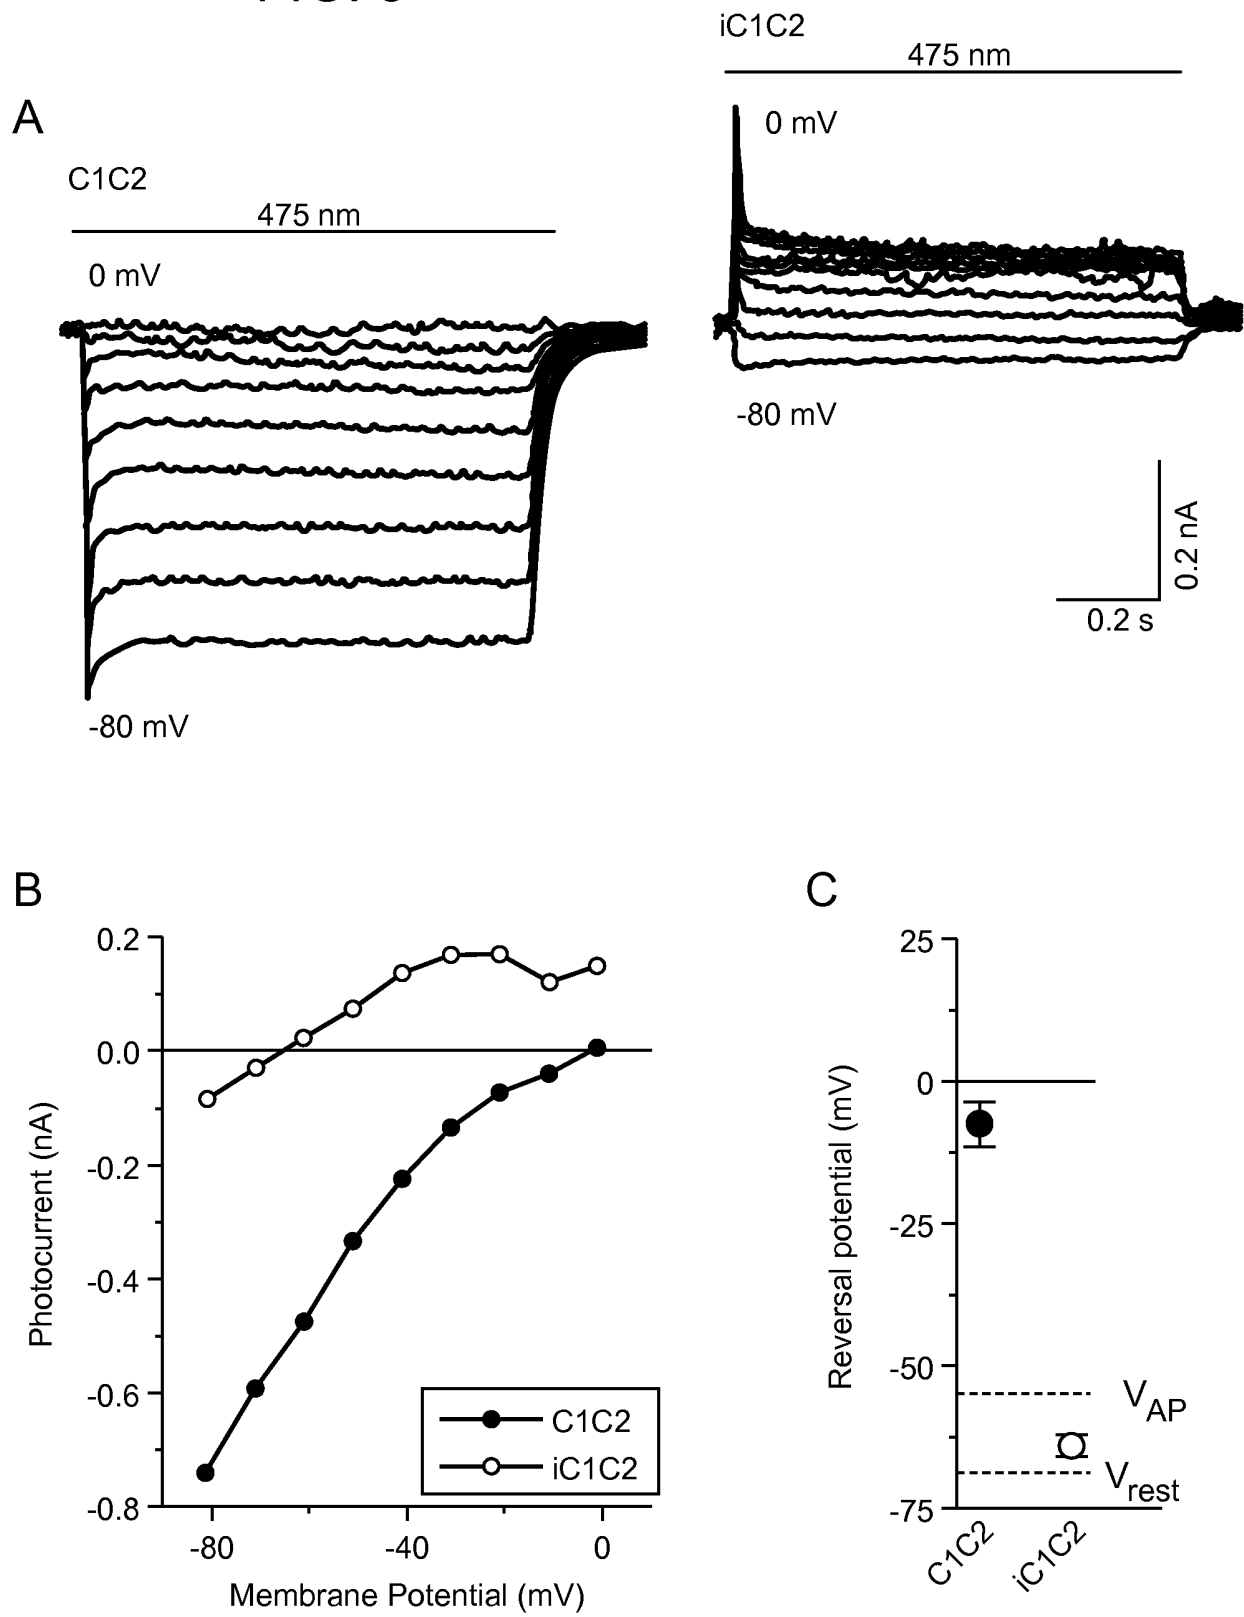 iC1C2
475 nm
A
0 mV
C1C2
475 nm
0 mV
-80 mV
0.2 nA
0.2 s
-80 mV
B
0.2
0.0
-0.2
-0.4
-0.6
-0.8
Photocurrent (nA)
C1C2
iC1C2
-80
-40
0
Membrane Potential (mV)
C
25
0
-25
-50
-75
Reversal potential (mV)
VAP
Vrest
C1C2
iC1C2